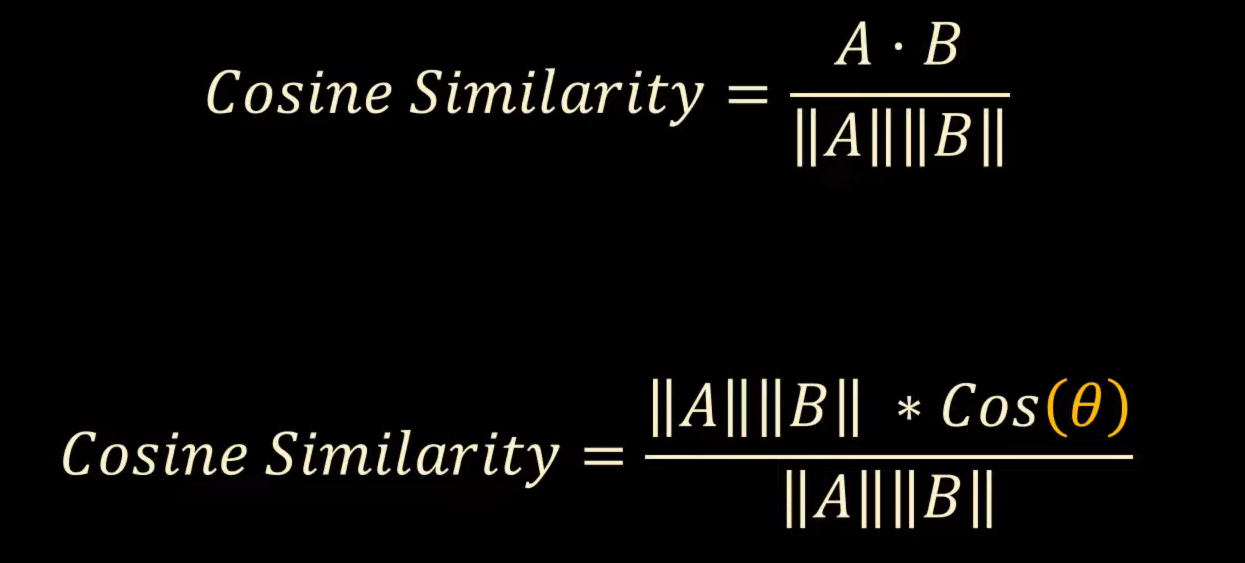 Cosine Similarity = A · B / ‖A‖‖B‖
Cosine Similarity = ‖A‖‖B‖ * Cos(θ) / ‖A‖‖B‖